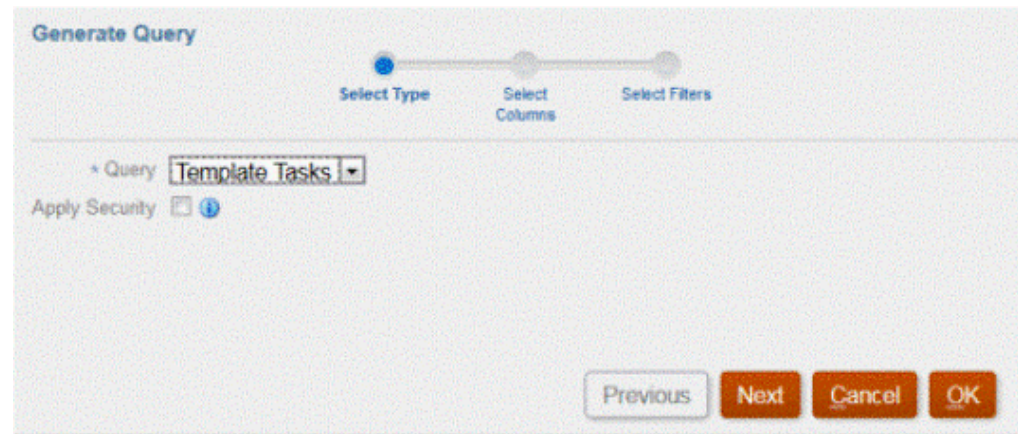 Generate Query
Select Type
Select Columns
Select Filters
* Query Template Tasks
Apply Security
Previous Next Cancel OK